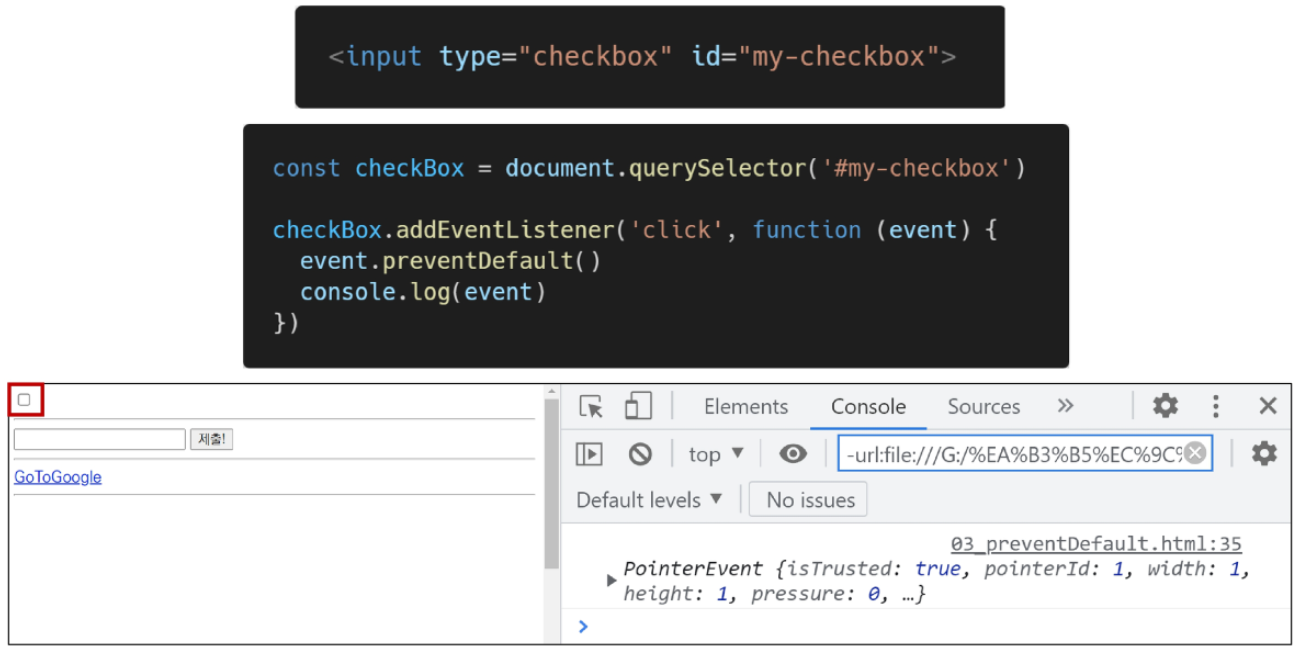 <input type="checkbox" id="my-checkbox">
const checkBox = document.querySelector('#my-checkbox')
checkBox.addEventListener('click', function (event) {
  event.preventDefault()
  console.log(event)
})
제출!
GoToGoogle
Elements Console Sources »
top ▼ -url:file:///G:/%EA%B3%B5%EC%9C%
Default levels ▼ No issues
03_preventDefault.html:35
PointerEvent {isTrusted: true, pointerId: 1, width: 1,
height: 1, pressure: 0, …}